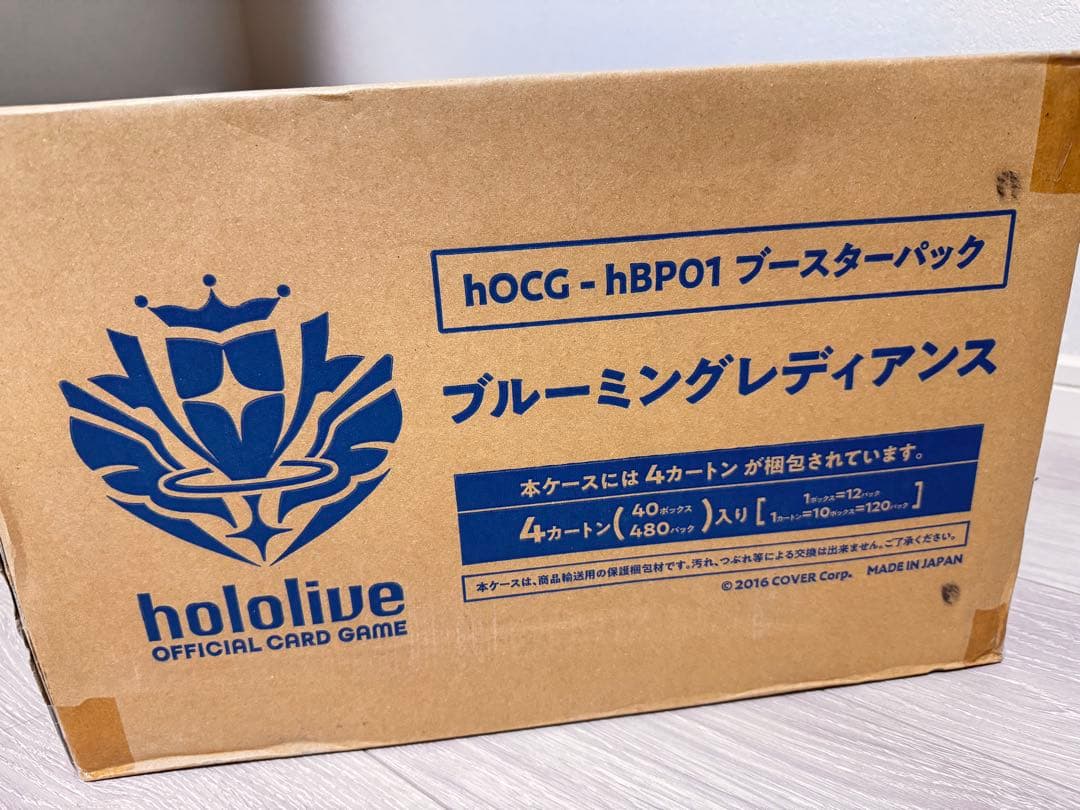 hOCG - hBP01 ブースターパック
ブルーミングレディアンス
本ケースには 4カートン が梱包されています。
4カートン(40ボックス 480パック)入り[1ボックス=12パック 1カートン=10ボックス=120パック]
本ケースは、商品輸送用の保護梱包材です。汚れ、つぶれ等による交換は出来ません。ご了承ください。
© 2016 COVER Corp. MADE IN JAPAN
hololive
OFFICIAL CARD GAME